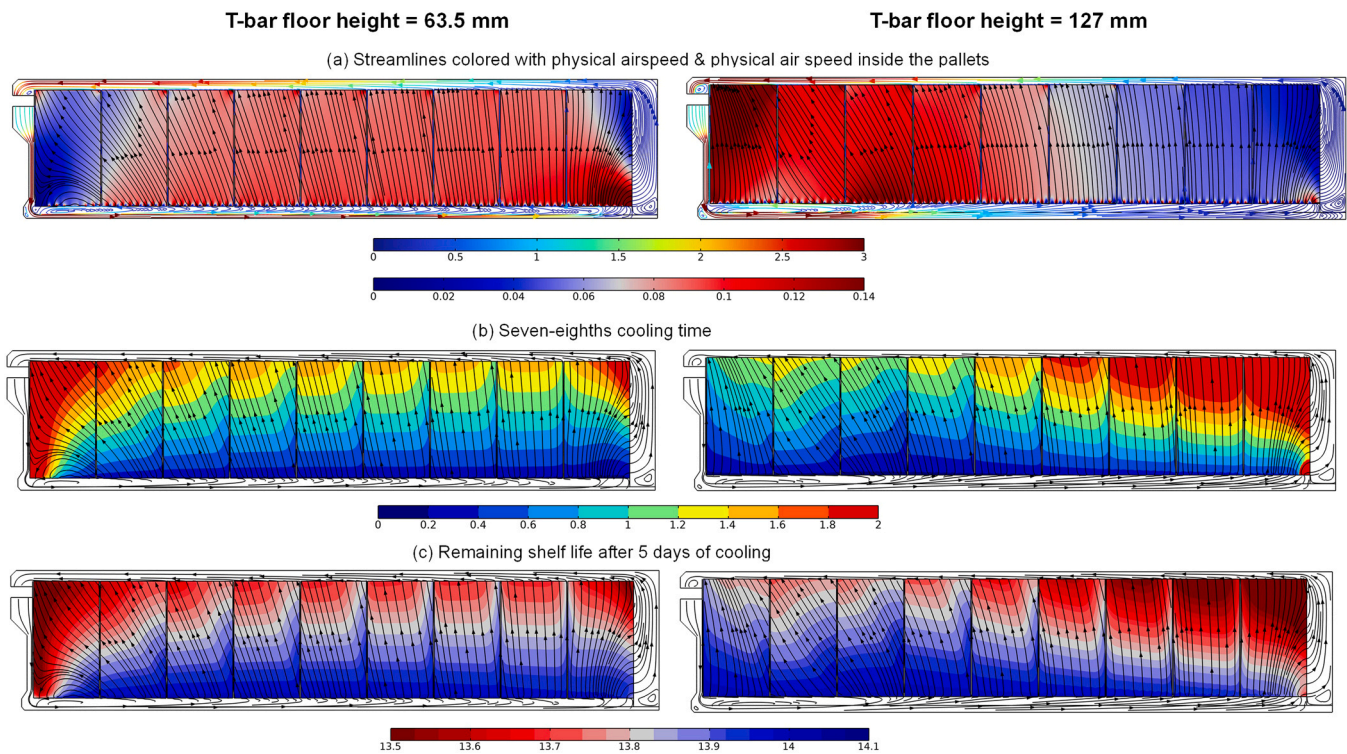 T-bar floor height = 63.5 mm
T-bar floor height = 127 mm
(a) Streamlines colored with physical airspeed & physical air speed inside the pallets
0 0.5 1 1.5 2 2.5 3
0 0.02 0.04 0.06 0.08 0.1 0.12 0.14
(b) Seven-eighths cooling time
0 0.2 0.4 0.6 0.8 1 1.2 1.4 1.6 1.8 2
(c) Remaining shelf life after 5 days of cooling
13.5 13.6 13.7 13.8 13.9 14 14.1